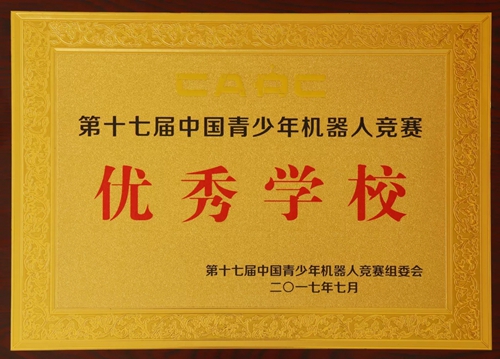 CARC
第十七届中国青少年机器人竞赛
优秀学校
第十七届中国青少年机器人竞赛组委会
二〇一七年七月